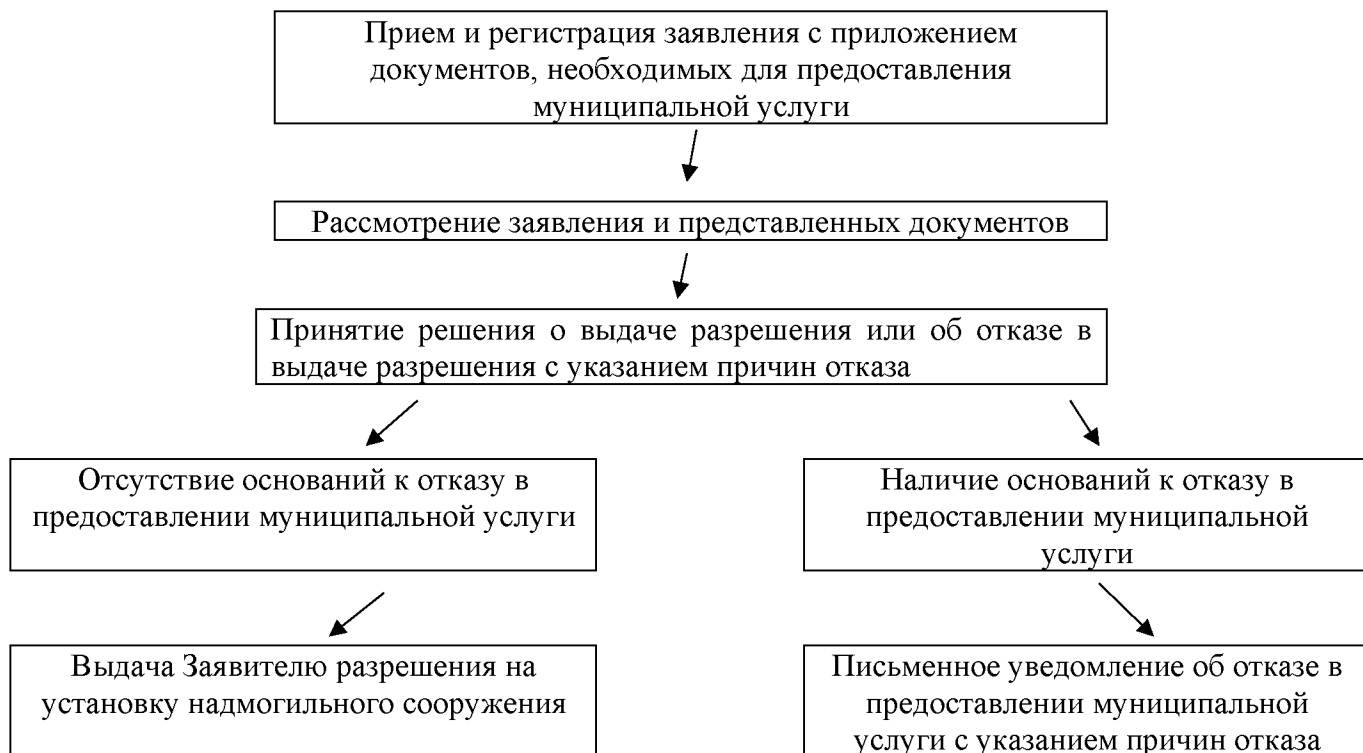 Прием и регистрация заявления с приложением
документов, необходимых для предоставления
муниципальной услуги
Рассмотрение заявления и представленных документов
Принятие решения о выдаче разрешения или об отказе в
выдаче разрешения с указанием причин отказа
Отсутствие оснований к отказу в
предоставлении муниципальной услуги
Наличие оснований к отказу в
предоставлении муниципальной
услуги
Выдача Заявителю разрешения на
установку надмогильного сооружения
Письменное уведомление об отказе в
предоставлении муниципальной
услуги с указанием причин отказа